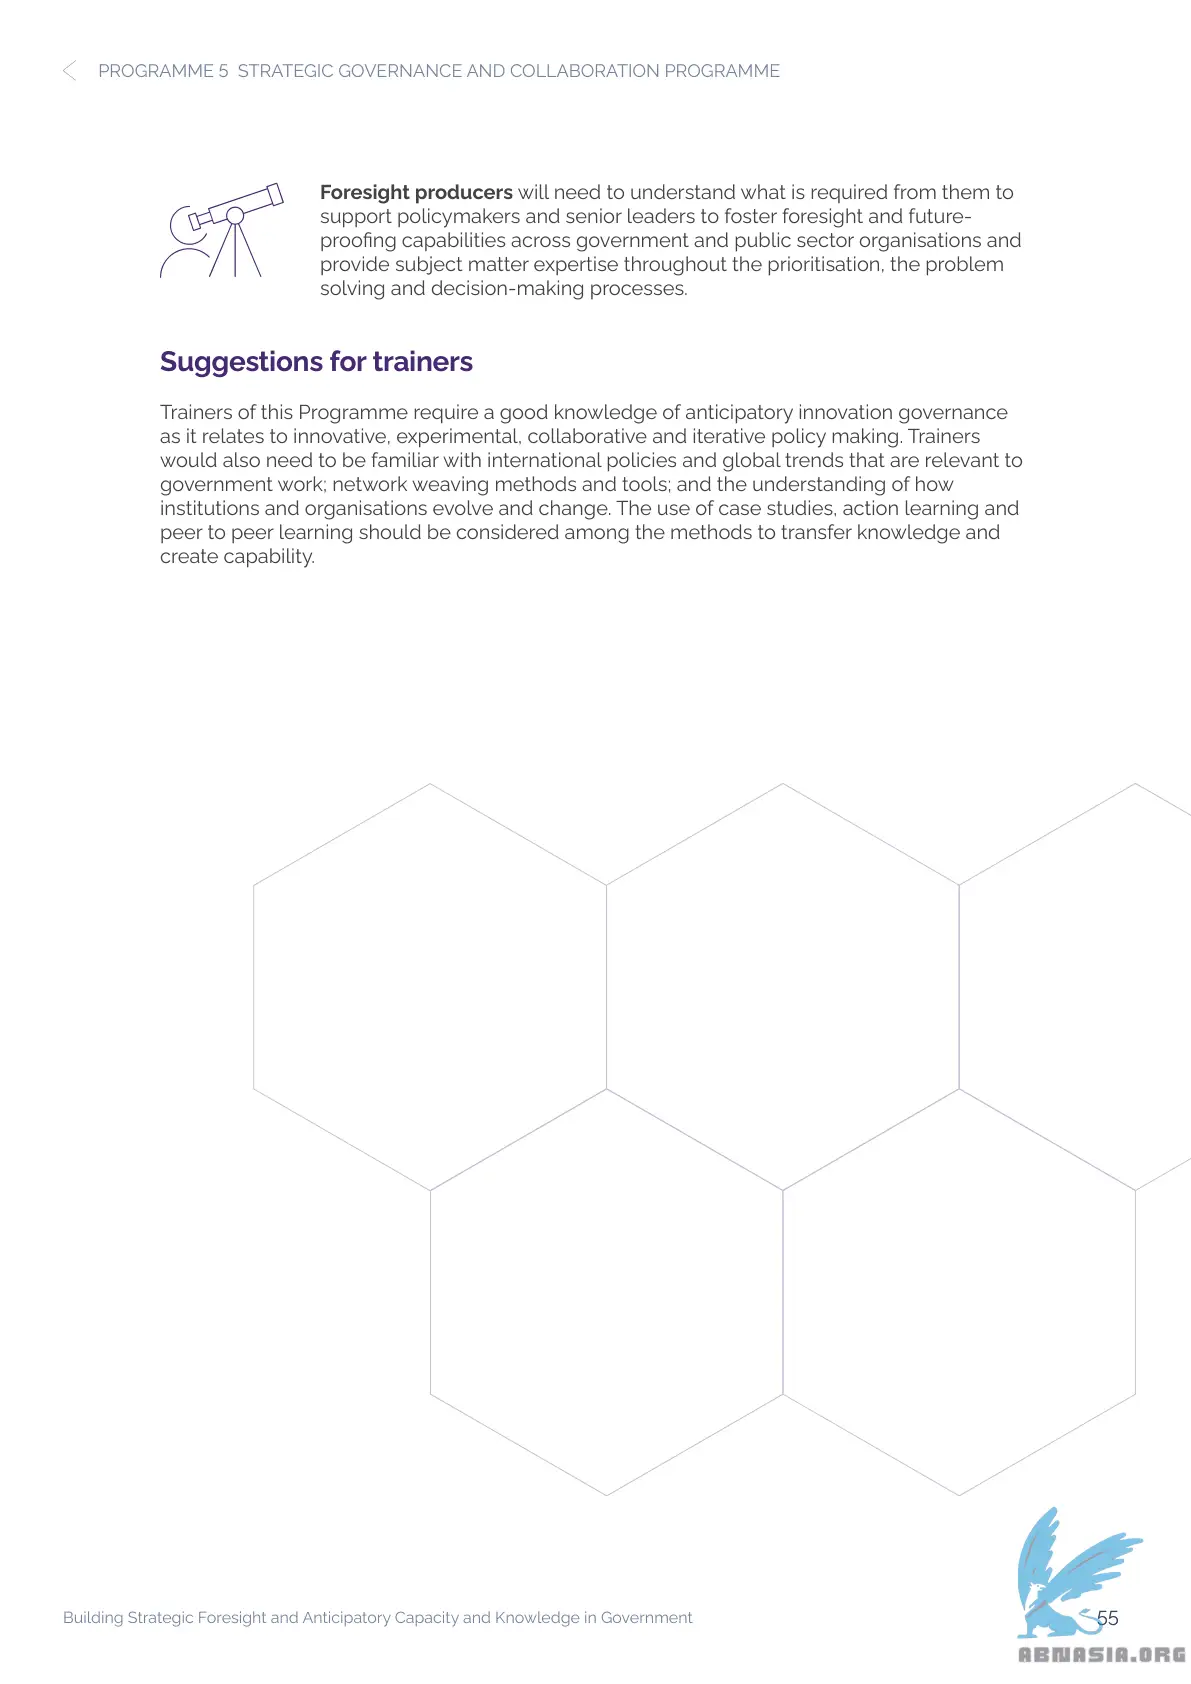 PROGRAMME 5  STRATEGIC GOVERNANCE AND COLLABORATION PROGRAMME
Foresight producers will need to understand what is required from them to
support policymakers and senior leaders to foster foresight and future-
proofing capabilities across government and public sector organisations and
provide subject matter expertise throughout the prioritisation, the problem
solving and decision-making processes.
Suggestions for trainers
Trainers of this Programme require a good knowledge of anticipatory innovation governance
as it relates to innovative, experimental, collaborative and iterative policy making. Trainers
would also need to be familiar with international policies and global trends that are relevant to
government work; network weaving methods and tools; and the understanding of how
institutions and organisations evolve and change. The use of case studies, action learning and
peer to peer learning should be considered among the methods to transfer knowledge and
create capability.
Building Strategic Foresight and Anticipatory Capacity and Knowledge in Government
55
ABNASIA.ORG